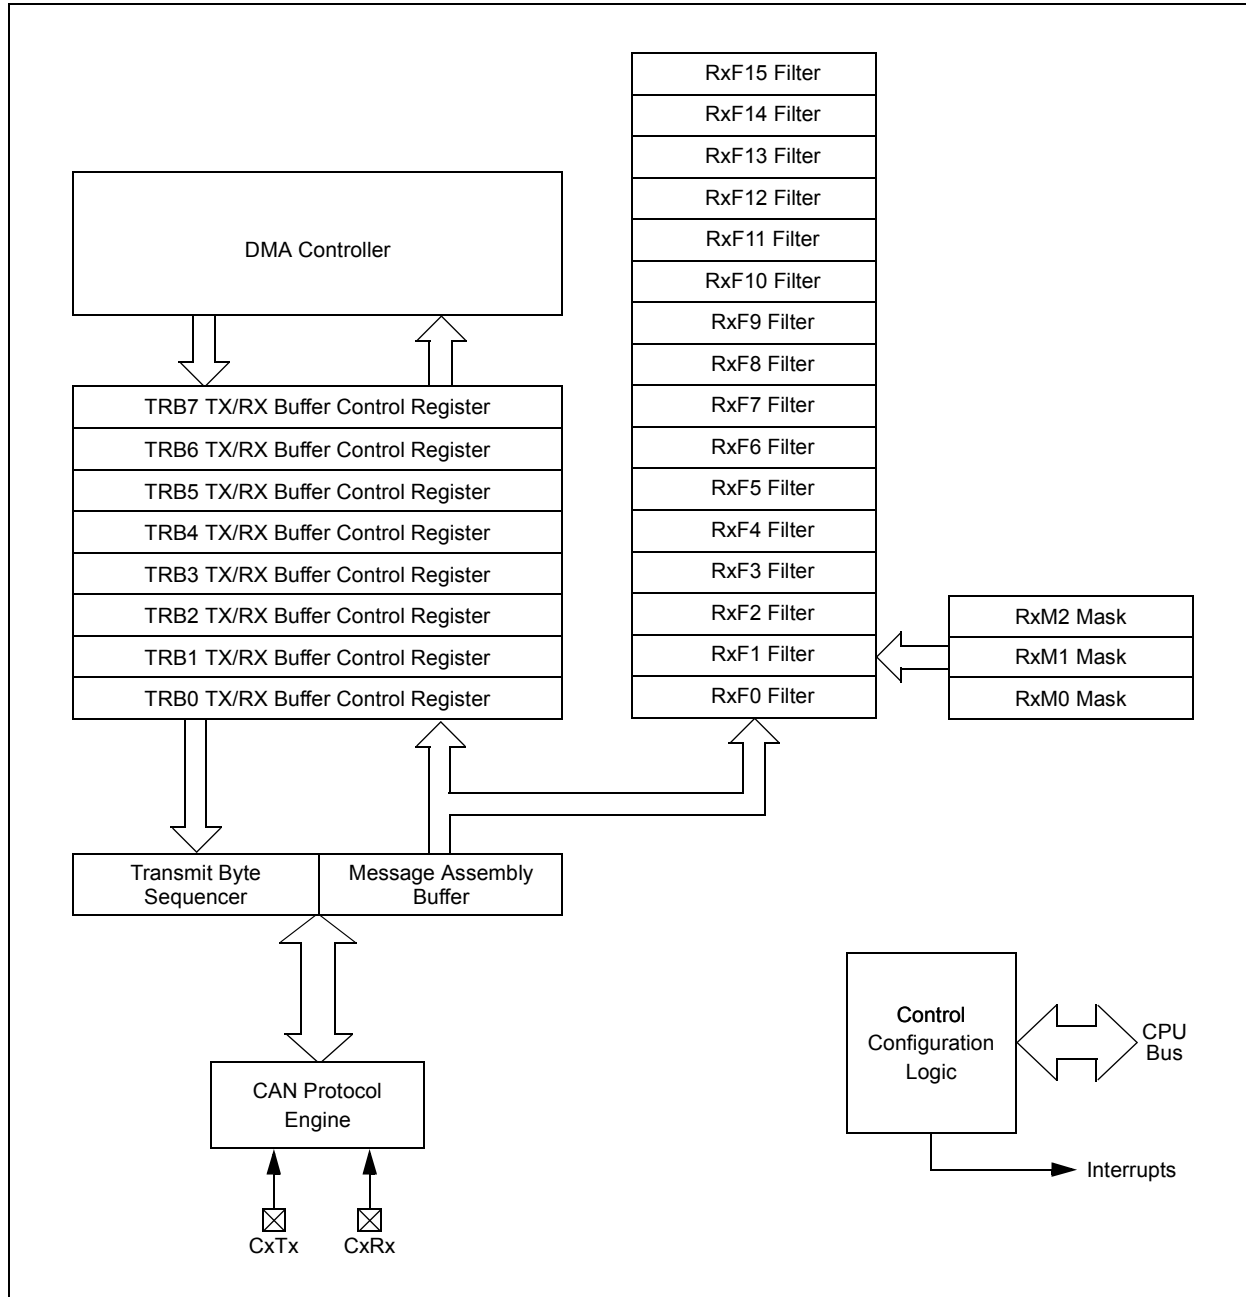 RxF15 Filter
RxF14 Filter
RxF13 Filter
RxF12 Filter
RxF11 Filter
RxF10 Filter
RxF9 Filter
RxF8 Filter
RxF7 Filter
RxF6 Filter
RxF5 Filter
RxF4 Filter
RxF3 Filter
RxF2 Filter
RxF1 Filter
RxF0 Filter
DMA Controller
TRB7 TX/RX Buffer Control Register
TRB6 TX/RX Buffer Control Register
TRB5 TX/RX Buffer Control Register
TRB4 TX/RX Buffer Control Register
TRB3 TX/RX Buffer Control Register
TRB2 TX/RX Buffer Control Register
TRB1 TX/RX Buffer Control Register
TRB0 TX/RX Buffer Control Register
RxM2 Mask
RxM1 Mask
RxM0 Mask
Transmit Byte
Sequencer
Message Assembly
Buffer
Control
Configuration
Logic
CPU
Bus
CAN Protocol
Engine
Interrupts
CxTx
CxRx